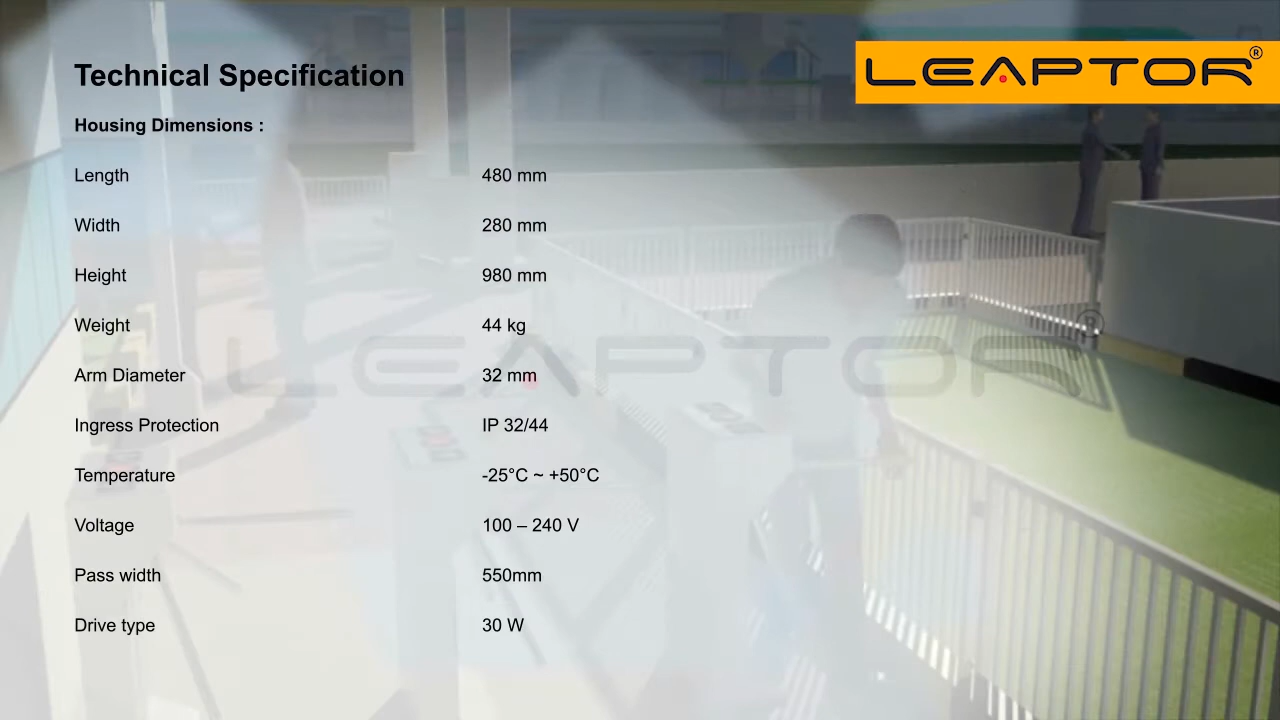 Technical Specification
LEAPTOR®
Housing Dimensions :
Length 480 mm
Width 280 mm
Height 980 mm
Weight 44 kg
Arm Diameter 32 mm
LEAPTOR®
Ingress Protection IP 32/44
Temperature -25°C ~ +50°C
Voltage 100 – 240 V
Pass width 550mm
Drive type 30 W